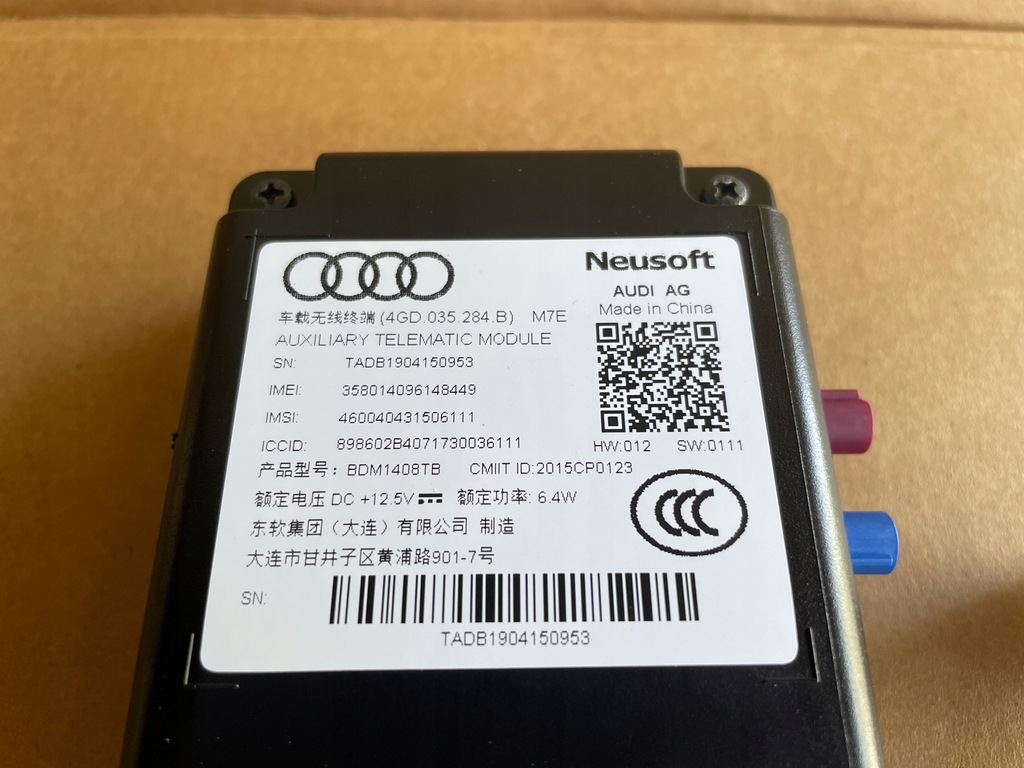 Neusoft
AUDI AG
Made in China
车载无线终端(4GD.035.284.B) M7E
AUXILIARY TELEMATIC MODULE
SN: TADB1904150953
IMEI: 358014096148449
IMSI: 460040431506111
ICCID: 898602B4071730036111
HW:012 SW:0111
产品型号: BDM1408TB CMIIT ID:2015CP0123
额定电压 DC +12.5V 额定功率: 6.4W
东软集团（大连）有限公司 制造
大连市甘井子区黄浦路901-7号
CCC
SN:
TADB1904150953